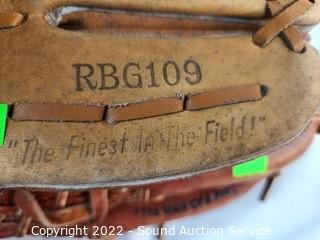 RBG109
"The Finest In The Field!"
Copyright 2022 - Sound Auction Service